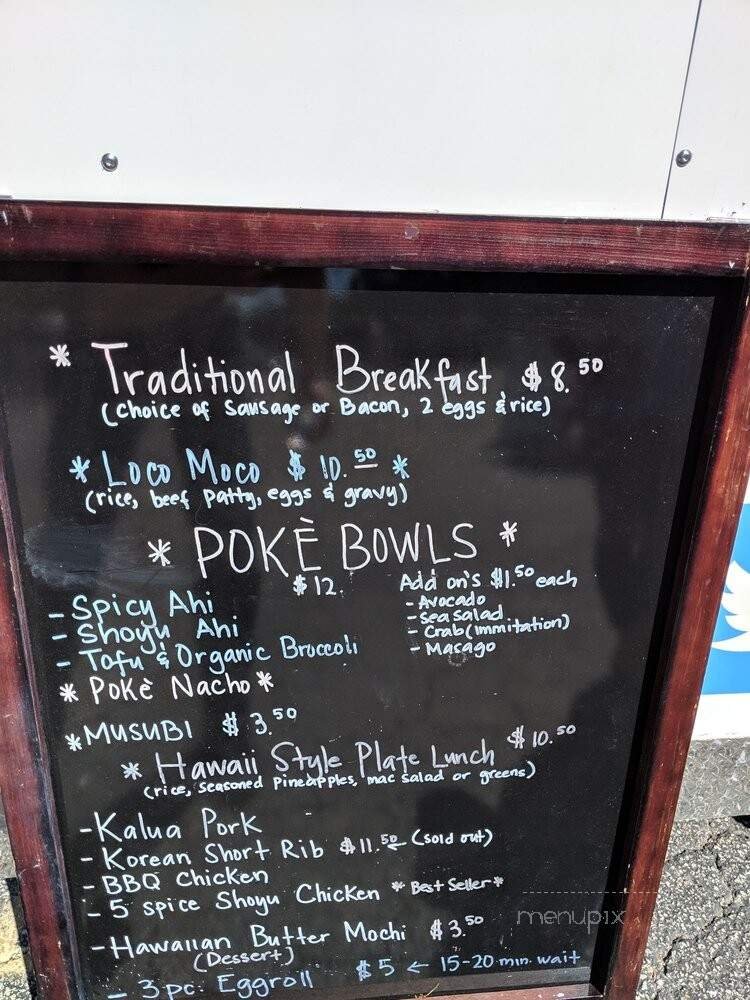 * Traditional Breakfast $8.50
(choice of Sausage or Bacon, 2 eggs & rice)
* Loco Moco $10.50 *
(rice, beef patty, eggs & gravy)
* POKÈ BOWLS *
$12.
- Spicy Ahi
- Shoyu Ahi
- Tofu & Organic Broccoli
Add on's $1.50 each
- Avocado
- Sea salad
- Crab (immitation)
- Masago
* Pokè Nacho *
* MUSUBI $3.50
* Hawaii Style Plate Lunch $10.50
(rice, seasoned Pineapples, mac salad or greens)
- Kalua Pork
- Korean Short Rib $11.50 ← (sold out)
- BBQ Chicken
- 5 spice Shoyu Chicken * Best Seller *
- Hawaiian Butter Mochi $3.50
(Dessert)
- 3 pc. Eggroll $5 ← 15-20 min. wait
menupix